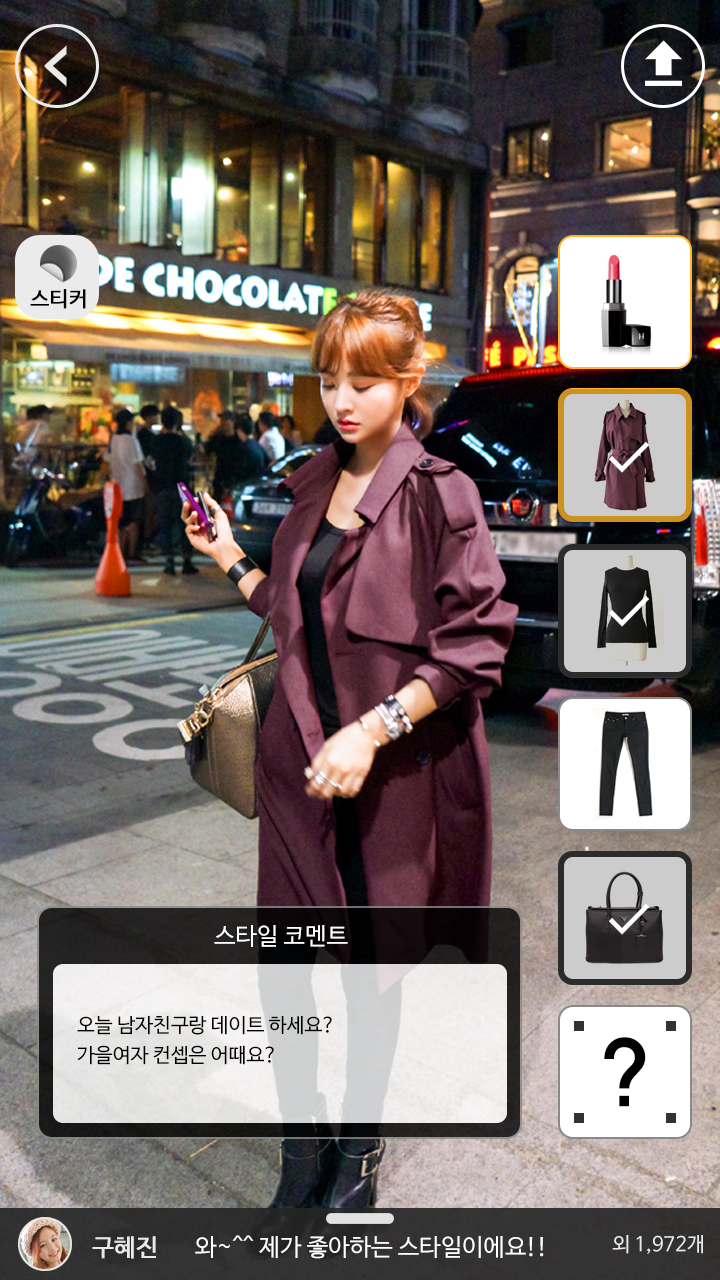 스티커
DE CHOCOLATE
스타일 코멘트
오늘 남자친구랑 데이트 하세요?
가을여자 컨셉은 어때요?
?
구혜진 와~^^ 제가 좋아하는 스타일이에요!! 외 1,972개